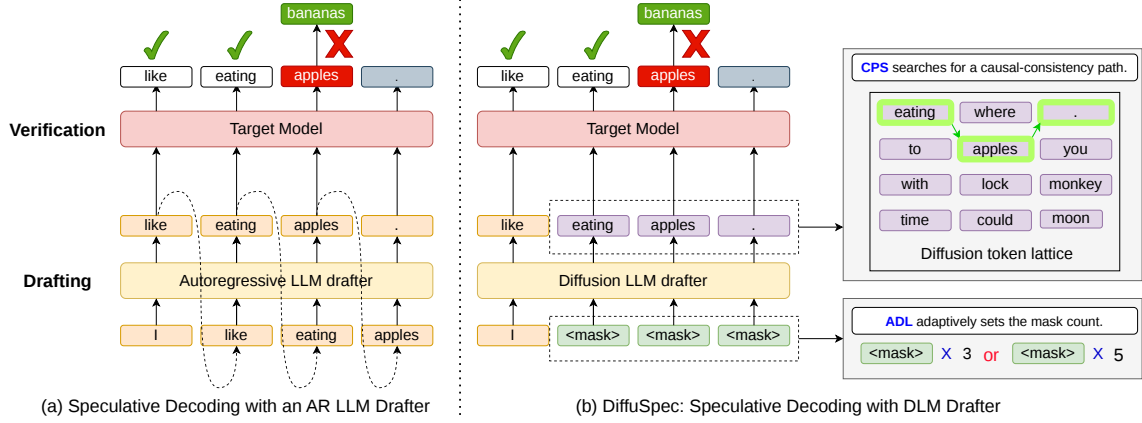 bananas
like
eating
apples
.
Target Model
Verification
like
eating
apples
.
Autoregressive LLM drafter
Drafting
I
like
eating
apples
(a) Speculative Decoding with an AR LLM Drafter
bananas
like
eating
apples
.
Target Model
like
eating
apples
.
Diffusion LLM drafter
I
<mask>
<mask>
<mask>
(b) DiffuSpec: Speculative Decoding with DLM Drafter
CPS searches for a causal-consistency path.
eating
where
.
to
apples
you
with
lock
monkey
time
could
moon
Diffusion token lattice
ADL adaptively sets the mask count.
<mask> X 3 or <mask> X 5